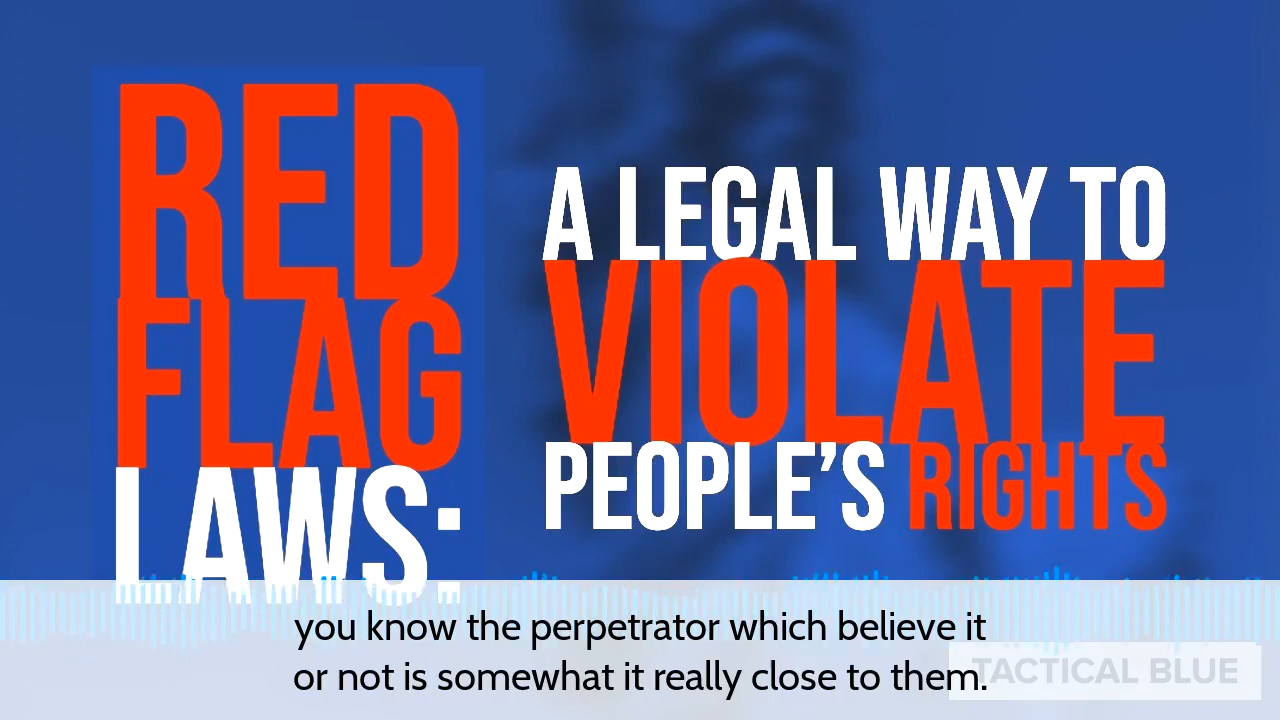 RED
FLAG
LAWS:
A LEGAL WAY TO
VIOLATE
PEOPLE'S RIGHTS
you know the perpetrator which believe it
or not is somewhat it really close to them.
TACTICAL BLUE